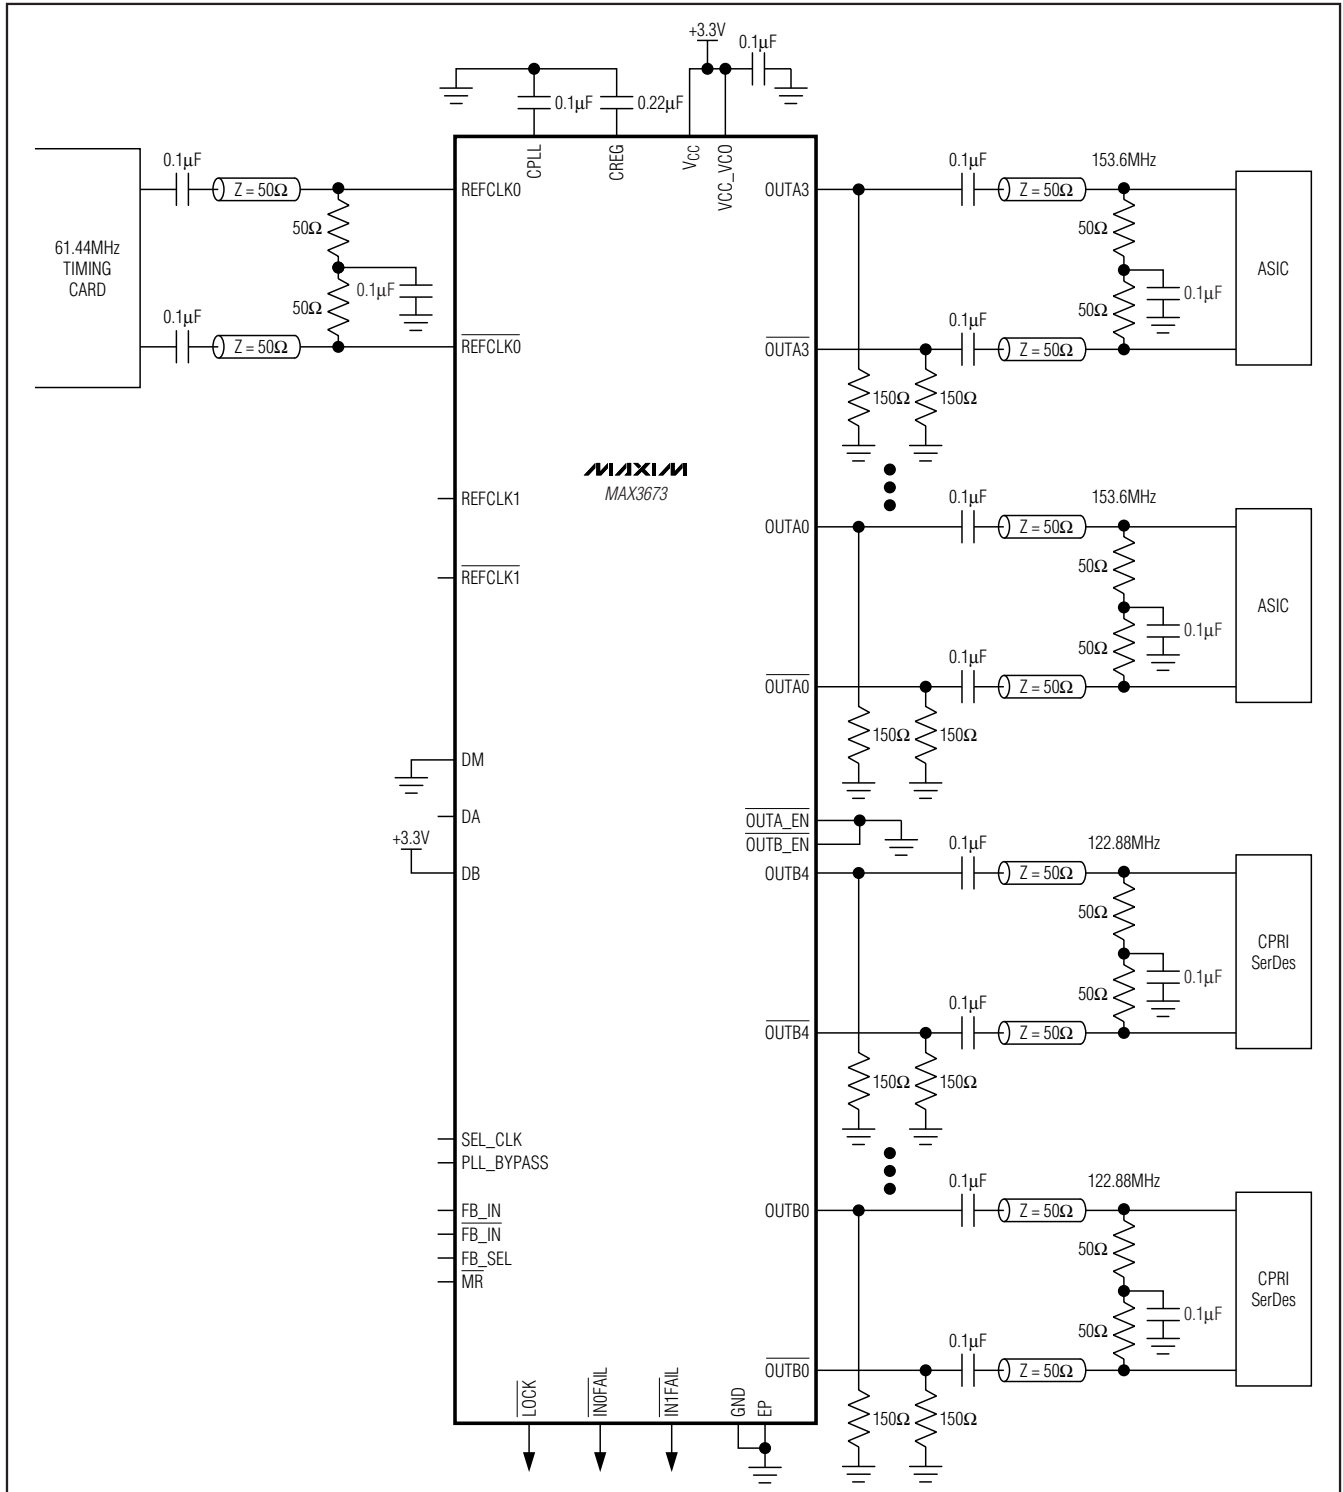 +3.3V
0.1µF
0.1µF
0.22µF
CPLL
CREG
VCC
VCC_VCO
61.44MHz
TIMING
CARD
0.1µF
Z = 50Ω
50Ω
0.1µF
50Ω
0.1µF
Z = 50Ω
REFCLK0
REFCLK0
REFCLK1
REFCLK1
MAXIM
MAX3673
DM
DA
+3.3V
DB
SEL_CLK
PLL_BYPASS
FB_IN
FB_IN
FB_SEL
MR
LOCK
IN0FAIL
IN1FAIL
GND
EP
OUTA3
0.1µF
Z = 50Ω
153.6MHz
50Ω
0.1µF
50Ω
ASIC
OUTA3
0.1µF
Z = 50Ω
150Ω
150Ω
OUTA0
0.1µF
Z = 50Ω
153.6MHz
50Ω
0.1µF
50Ω
ASIC
OUTA0
0.1µF
Z = 50Ω
150Ω
150Ω
OUTA_EN
OUTB_EN
OUTB4
0.1µF
Z = 50Ω
122.88MHz
50Ω
0.1µF
50Ω
CPRI
SerDes
OUTB4
0.1µF
Z = 50Ω
150Ω
150Ω
OUTB0
0.1µF
Z = 50Ω
122.88MHz
50Ω
0.1µF
50Ω
CPRI
SerDes
OUTB0
0.1µF
Z = 50Ω
150Ω
150Ω